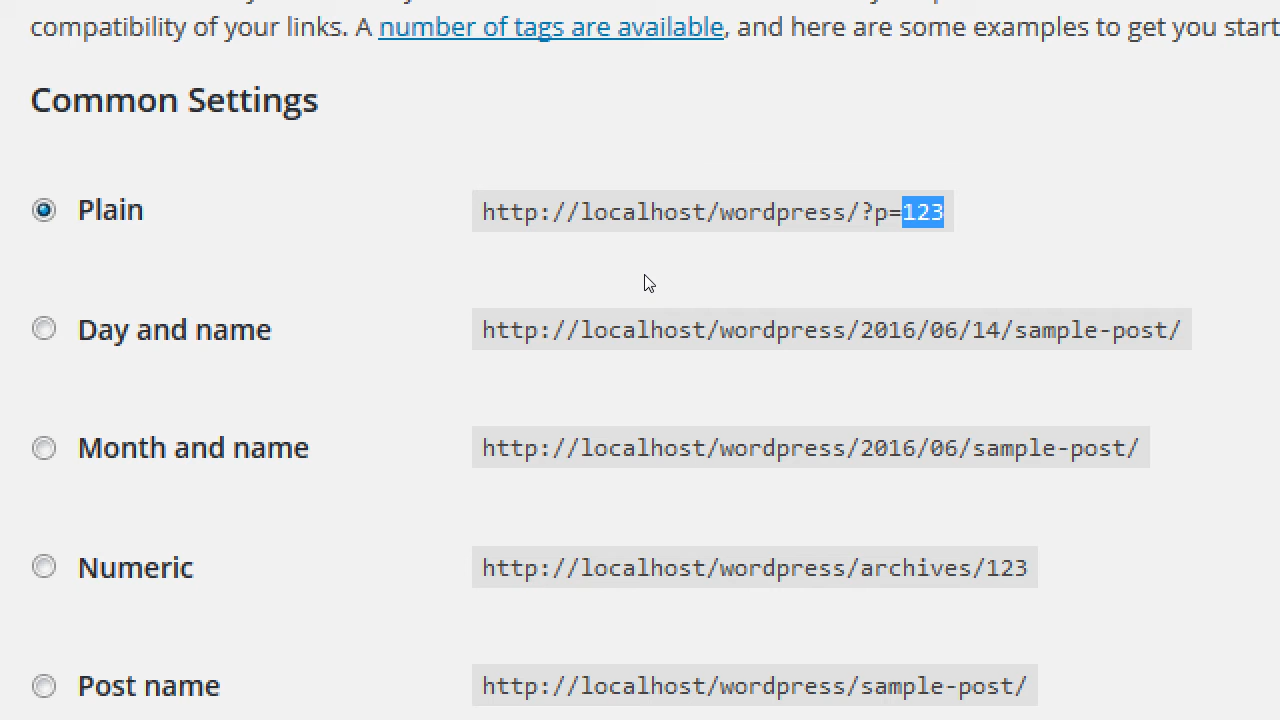 compatibility of your links. A number of tags are available, and here are some examples to get you start
Common Settings
Plain http://localhost/wordpress/?p=123
Day and name http://localhost/wordpress/2016/06/14/sample-post/
Month and name http://localhost/wordpress/2016/06/sample-post/
Numeric http://localhost/wordpress/archives/123
Post name http://localhost/wordpress/sample-post/